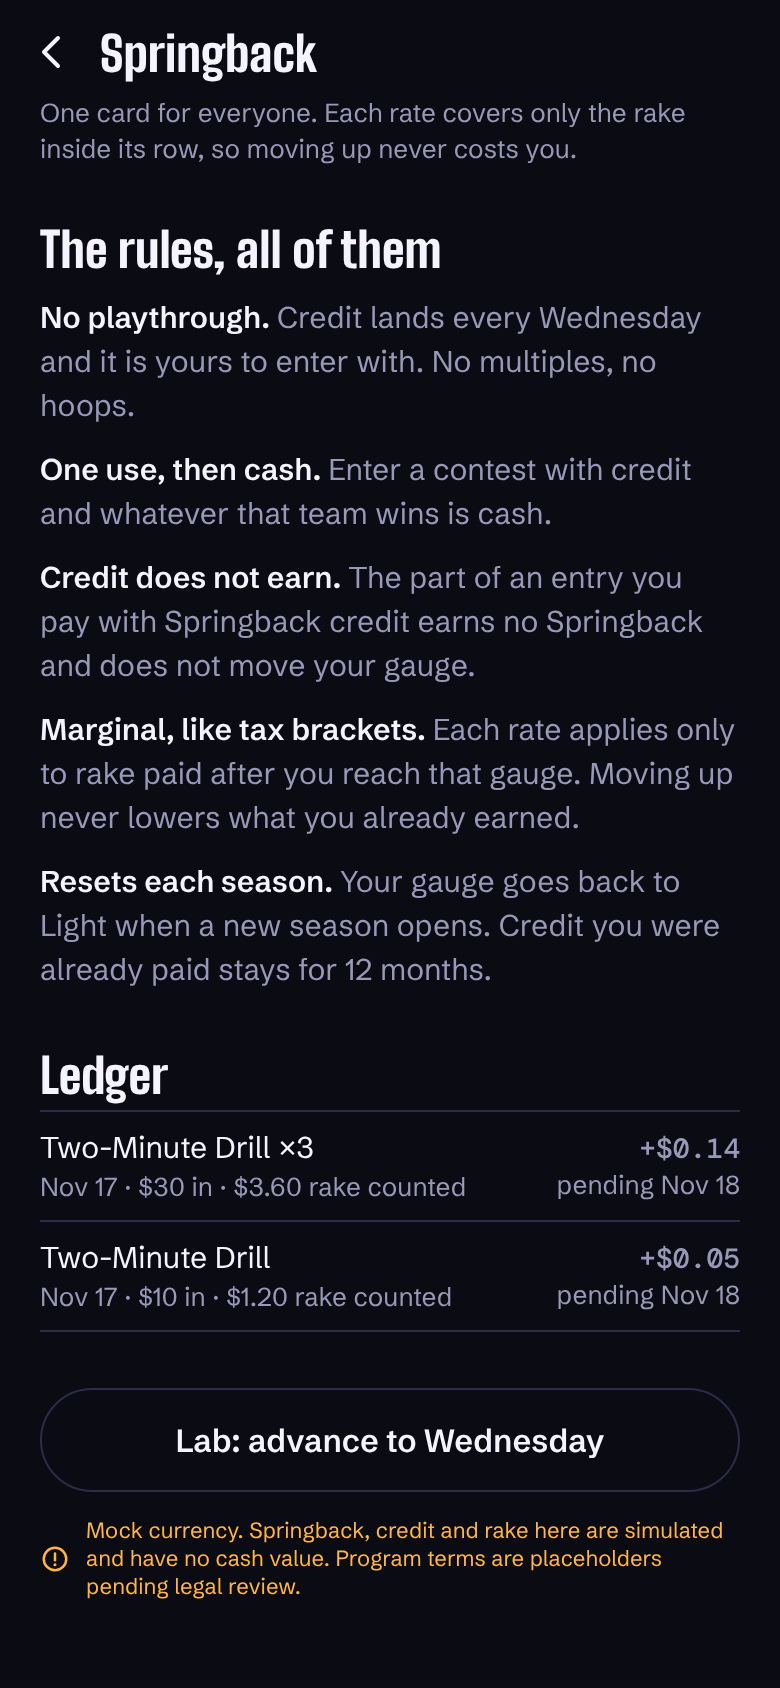 Springback
One card for everyone. Each rate covers only the rake
inside its row, so moving up never costs you.
The rules, all of them
No playthrough. Credit lands every Wednesday
and it is yours to enter with. No multiples, no
hoops.
One use, then cash. Enter a contest with credit
and whatever that team wins is cash.
Credit does not earn. The part of an entry you
pay with Springback credit earns no Springback
and does not move your gauge.
Marginal, like tax brackets. Each rate applies only
to rake paid after you reach that gauge. Moving up
never lowers what you already earned.
Resets each season. Your gauge goes back to
Light when a new season opens. Credit you were
already paid stays for 12 months.
Ledger
Two-Minute Drill ×3 +$0.14
Nov 17 · $30 in · $3.60 rake counted pending Nov 18
Two-Minute Drill +$0.05
Nov 17 · $10 in · $1.20 rake counted pending Nov 18
Lab: advance to Wednesday
Mock currency. Springback, credit and rake here are simulated
and have no cash value. Program terms are placeholders
pending legal review.